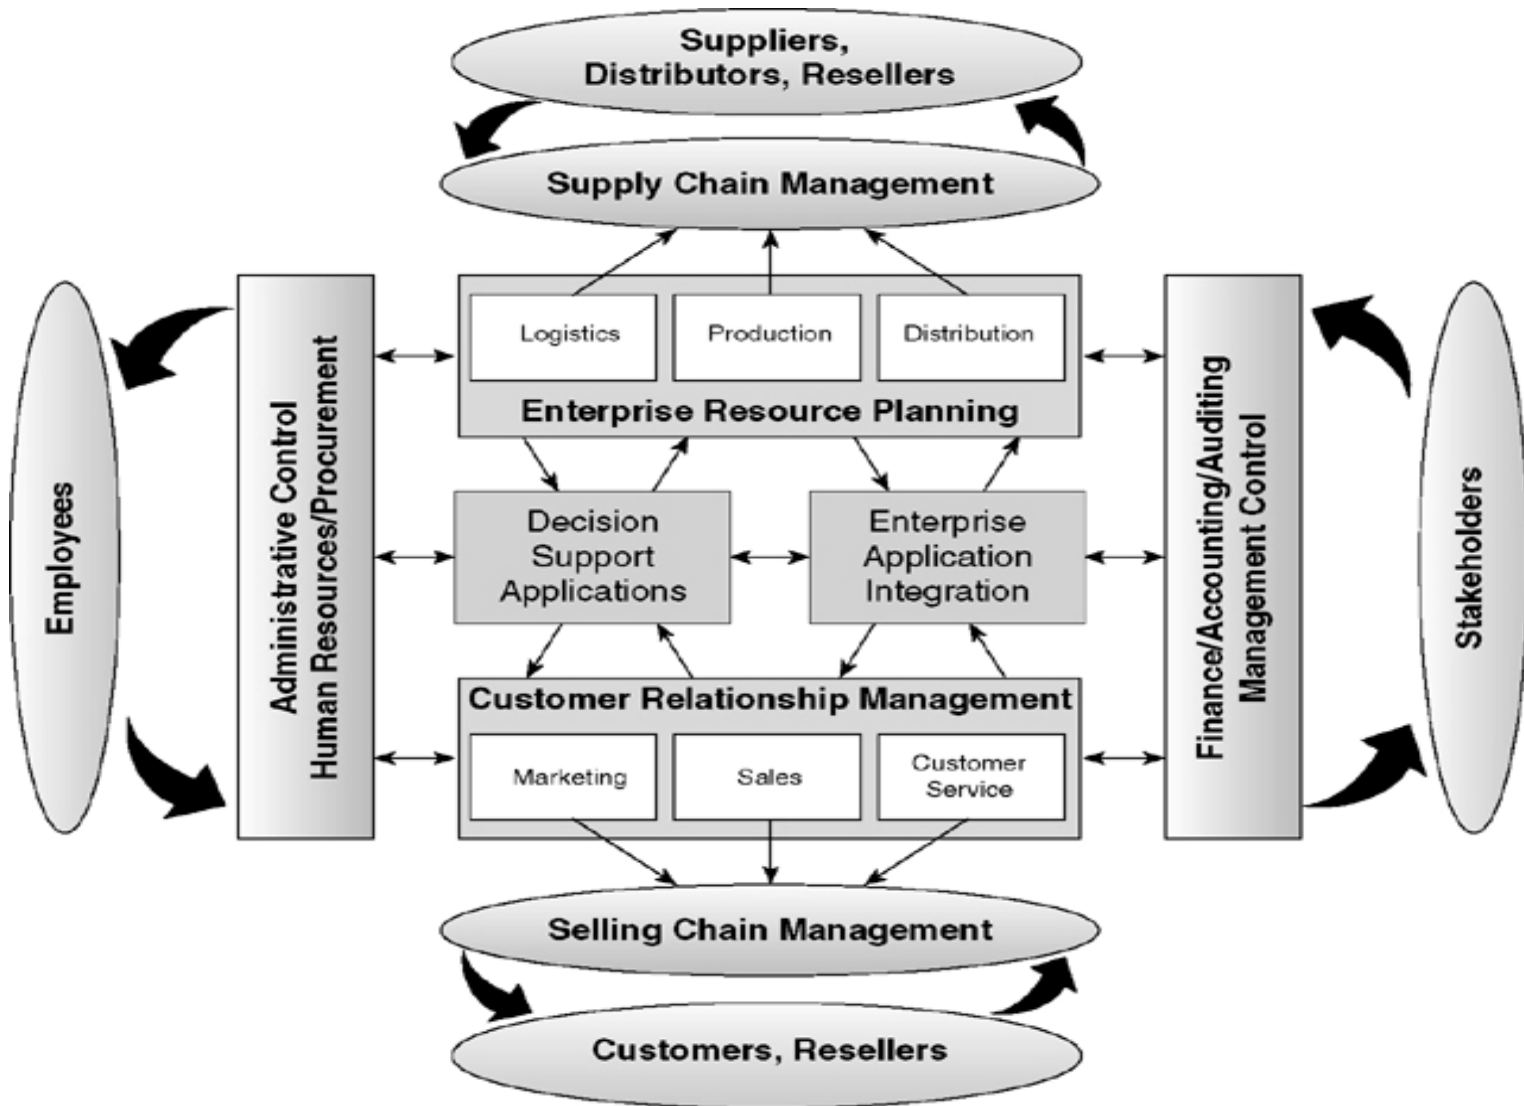 Suppliers,
Distributors, Resellers
Supply Chain Management
Logistics
Production
Distribution
Enterprise Resource Planning
Employees
Administrative Control
Human Resources/Procurement
Decision
Support
Applications
Enterprise
Application
Integration
Finance/Accounting/Auditing
Management Control
Stakeholders
Customer Relationship Management
Marketing
Sales
Customer
Service
Selling Chain Management
Customers, Resellers